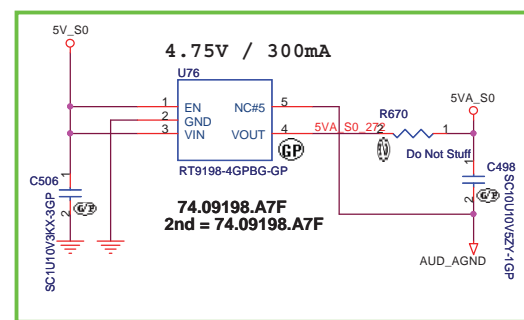 5V_S0
4.75V / 300mA
U76
1 EN
2 GND
3 VIN
NC#5 5
VOUT 4
RT9198-4GPBG-GP
GP
5VA_S0_272
R670
2
1
Do Not Stuff
5VA_S0
1
C498
G/P
2
SC10U10V5ZY-1GP
AUD_AGND
1
C506
G/P
2
SC1U10V3KX-3GP
74.09198.A7F
2nd = 74.09198.A7F